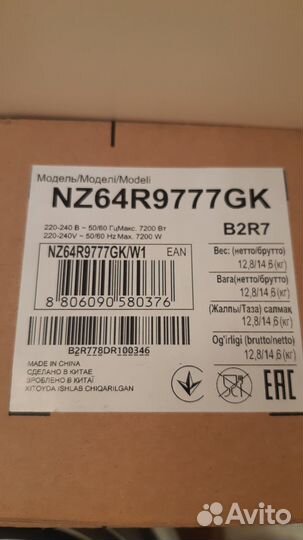 Модель/Моделі/Modeli
NZ64R9777GK
220-240 В ~ 50/60 ГцМакс. 7200 Вт
220-240V ~ 50/60 Hz Max. 7200 W
B2R7
NZ64R9777GK/W1
EAN
8 806090 580376
B2R778DR100346
Вес: (нетто/брутто)
12,8/14,6(кг)
Вага(нетто/брутто)
12,8/14,6(кг)
(Жалпы/Таза) салмақ
12,8/14,6(кг)
Og'irligi (brutto/netto)
12,8/14,6(кг)
MADE IN CHINA
СДЕЛАНО В КИТАЕ
ЗРОБЛЕНО В КИТАЇ
XITOYDA ISHLAB CHIQARILGAN
EAC
Avito